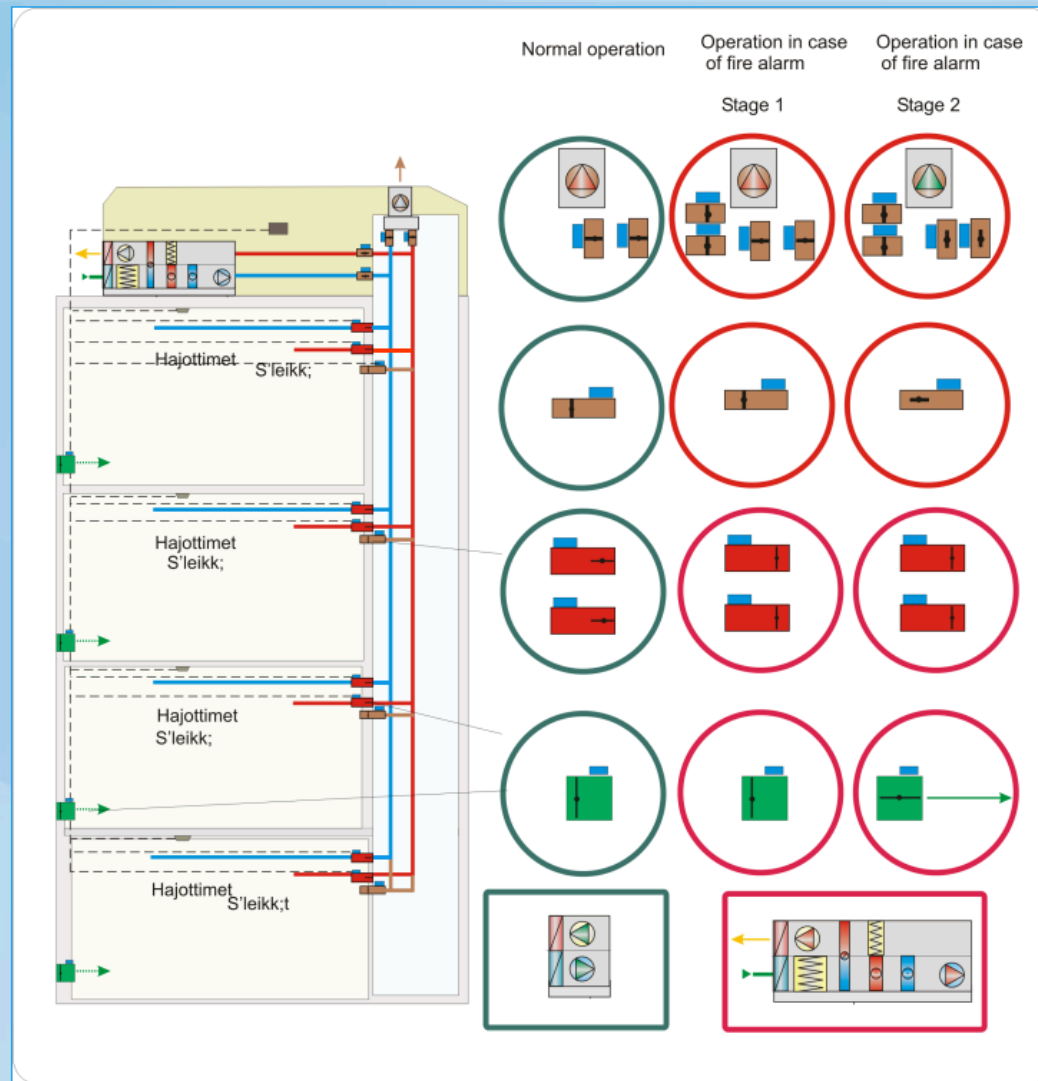 Normal operation
Operation in case
of fire alarm
Stage 1
Operation in case
of fire alarm
Stage 2
Hajottimet
S'leikk;
Hajottimet
S'leikk;
Hajottimet
S'leikk;
Hajottimet
S'leikk;t